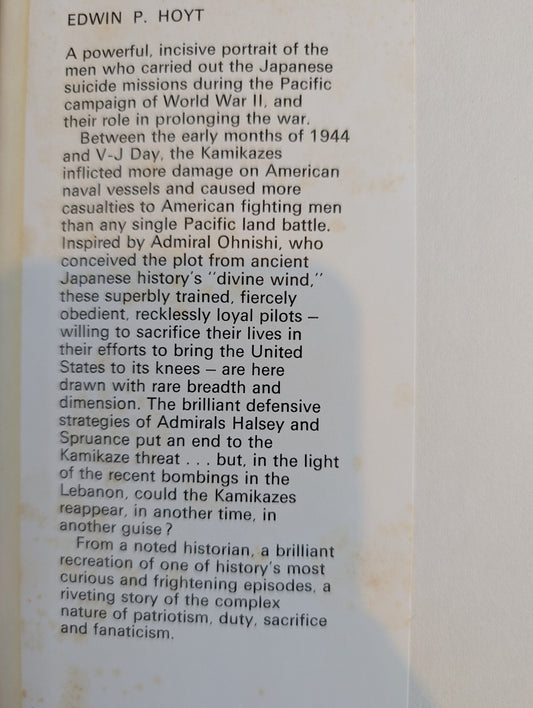 EDWIN P. HOYT
A powerful, incisive portrait of the
men who carried out the Japanese
suicide missions during the Pacific
campaign of World War II, and
their role in prolonging the war.
Between the early months of 1944
and V-J Day, the Kamikazes
inflicted more damage on American
naval vessels and caused more
casualties to American fighting men
than any single Pacific land battle.
Inspired by Admiral Ohnishi, who
conceived the plot from ancient
Japanese history's "divine wind,"
these superbly trained, fiercely
obedient, recklessly loyal pilots –
willing to sacrifice their lives in
their efforts to bring the United
States to its knees – are here
drawn with rare breadth and
dimension. The brilliant defensive
strategies of Admirals Halsey and
Spruance put an end to the
Kamikaze threat . . . but, in the light
of the recent bombings in the
Lebanon, could the Kamikazes
reappear, in another time, in
another guise?
From a noted historian, a brilliant
recreation of one of history's most
curious and frightening episodes, a
riveting story of the complex
nature of patriotism, duty, sacrifice
and fanaticism.